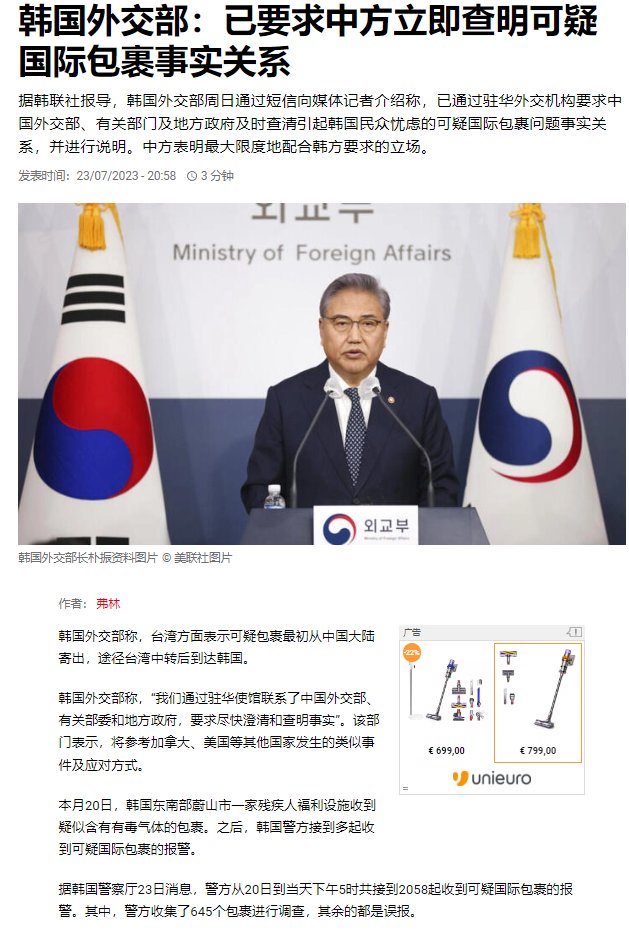 韩国外交部：已要求中方立即查明可疑
国际包裹事实关系
据韩联社报导，韩国外交部周日通过短信向媒体记者介绍称，已通过驻华外交机构要求中
国外交部、有关部门及地方政府及时查清引起韩国民众忧虑的可疑国际包裹问题事实关
系，并进行说明。中方表明最大限度地配合韩方要求的立场。
发表时间：23/07/2023 - 20:58 3 分钟
외교부
Ministry of Foreign Affairs
외교부
Ministry of Foreign Affairs
韩国外交部长朴振资料图片 © 美联社图片
作者： 弗林
韩国外交部称，台湾方面表示可疑包裹最初从中国大陆
寄出，途径台湾中转后到达韩国。
韩国外交部称，“我们通过驻华使馆联系了中国外交部、
有关部委和地方政府，要求尽快澄清和查明事实”。该部
门表示，将参考加拿大、美国等其他国家发生的类似事
件及应对方式。
本月20日，韩国东南部蔚山市一家残疾人福利设施收到
疑似含有有毒气体的包裹。之后，韩国警方接到多起收
到可疑国际包裹的报警。
据韩国警察厅23日消息，警方从20日到当天下午5时共接到2058起收到可疑国际包裹的报
警。其中，警方收集了645个包裹进行调查，其余的都是误报。
广告
-22%
€ 699,00
€ 799,00
unieuro